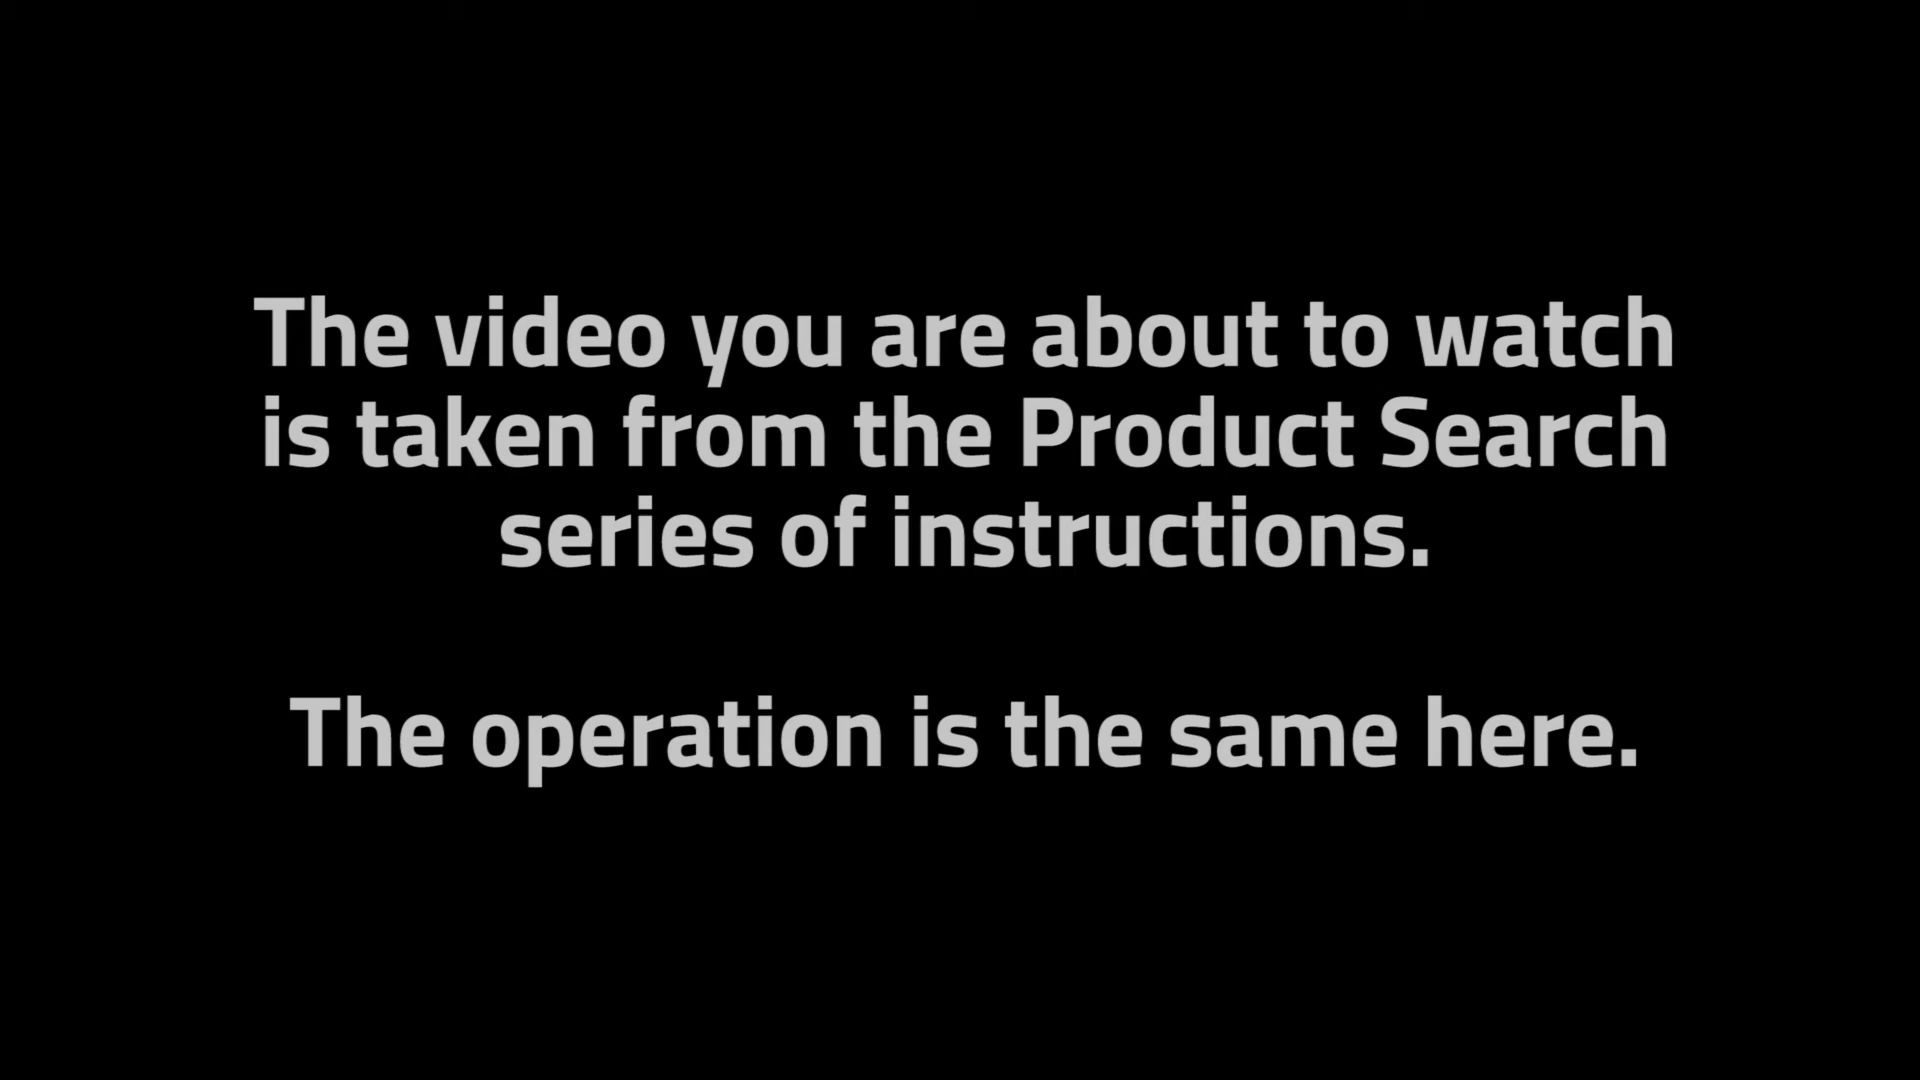 The video you are about to watch
is taken from the Product Search
series of instructions.
The operation is the same here.